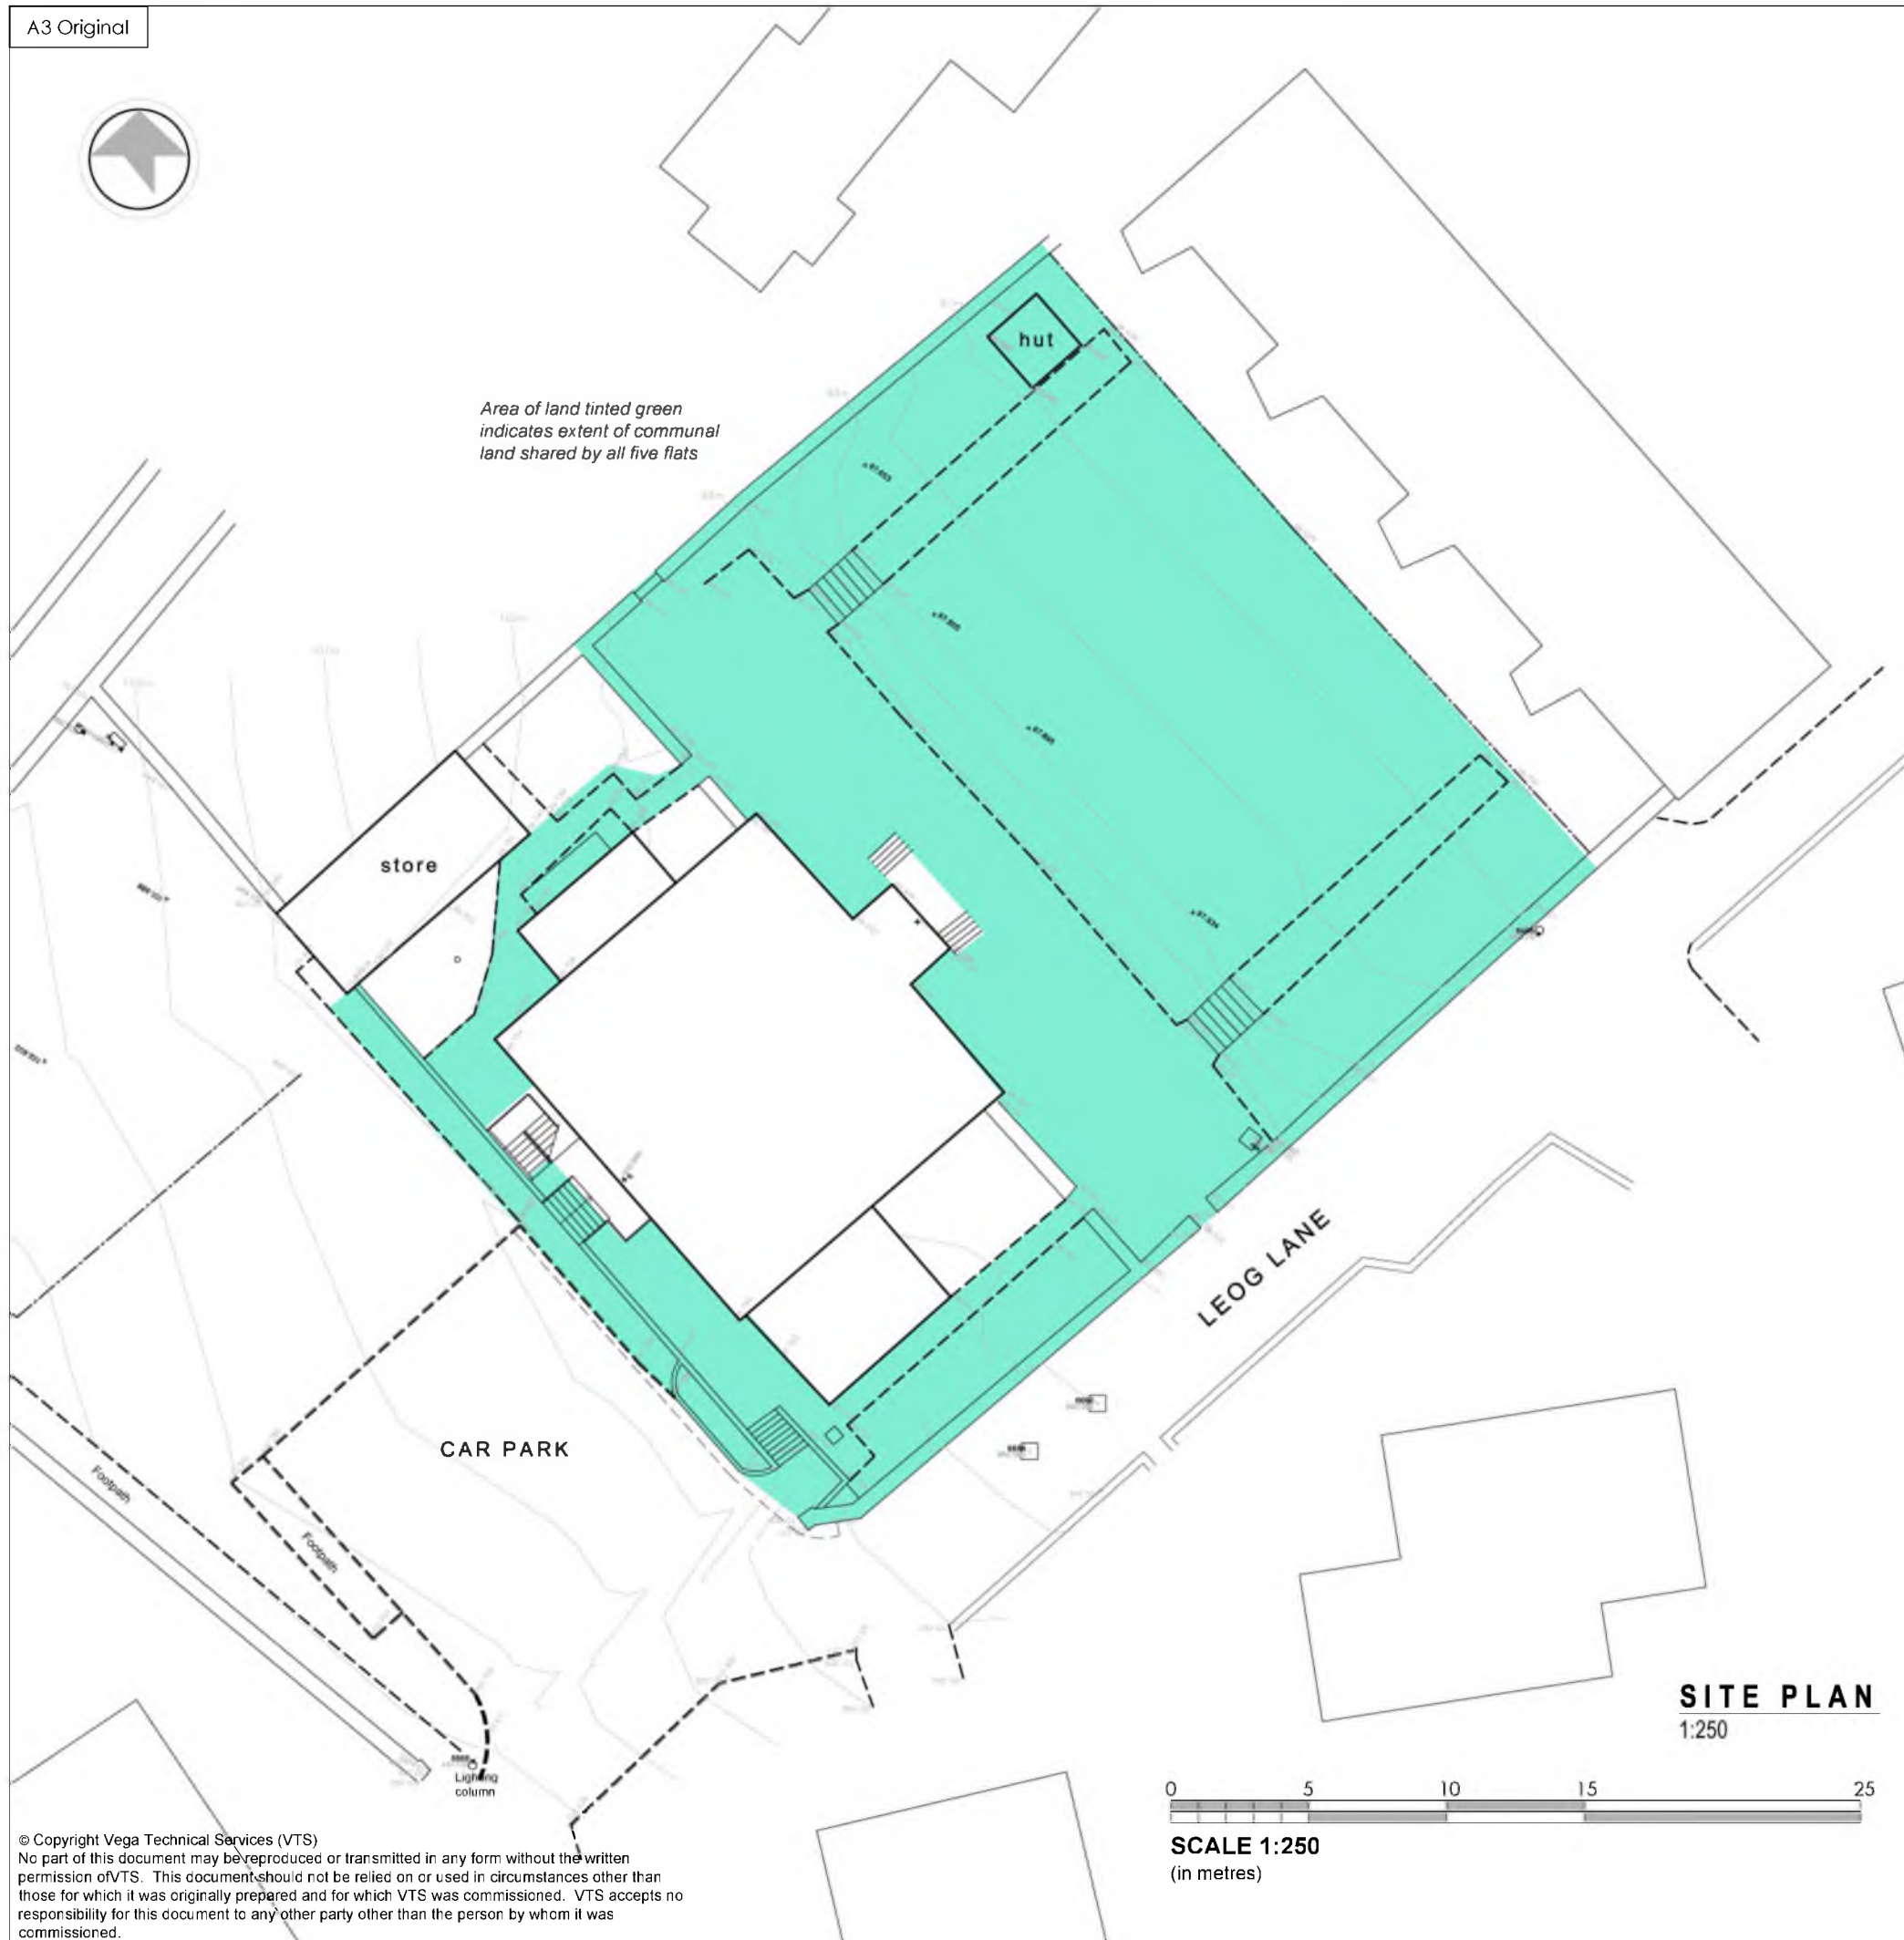 A3 Original
hut
Area of land tinted green
indicates extent of communal
land shared by all five flats
store
LEOG LANE
CAR PARK
Footpath
Footpath
Lighting
column
SITE PLAN
1:250
0 5 10 15 25
SCALE 1:250
(in metres)
© Copyright Vega Technical Services (VTS)
No part of this document may be reproduced or transmitted in any form without the written
permission ofVTS. This document should not be relied on or used in circumstances other than
those for which it was originally prepared and for which VTS was commissioned. VTS accepts no
responsibility for this document to any other party other than the person by whom it was
commissioned.